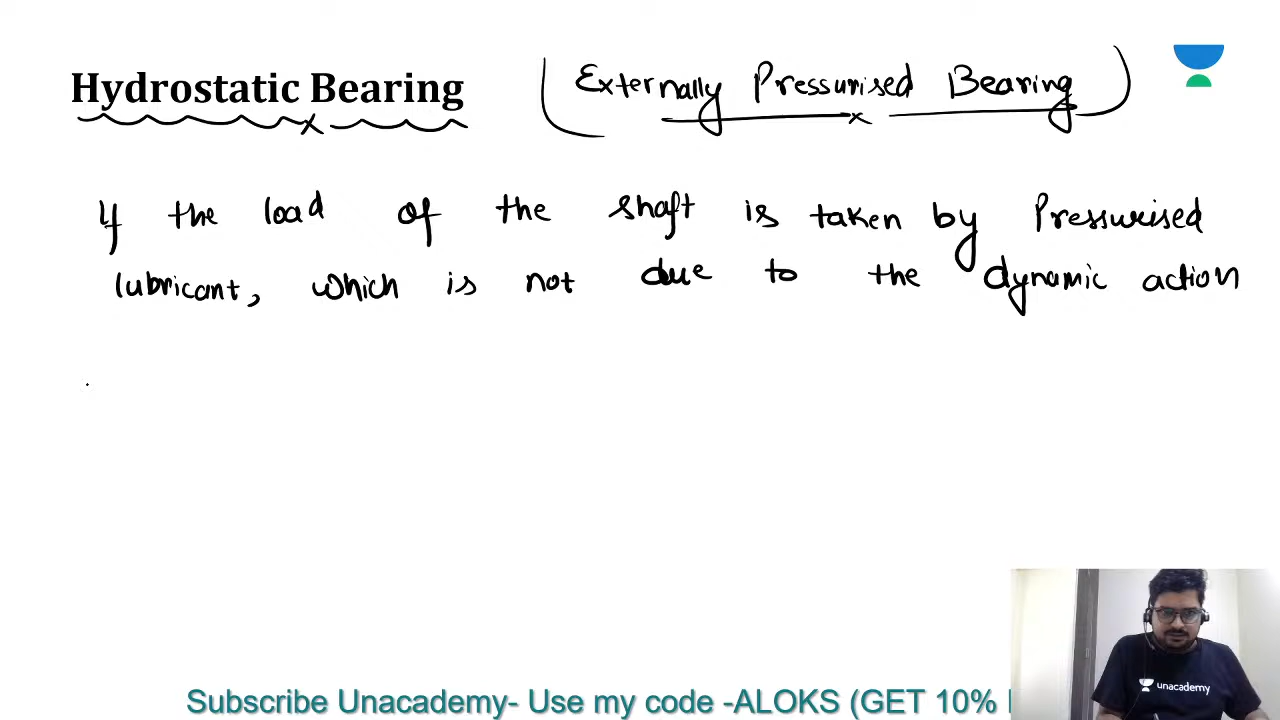 Hydrostatic Bearing (Externally Pressurised Bearing)
If the load of the shaft is taken by Pressurised
lubricant, which is not due to the dynamic action
unacademy
Subscribe Unacademy- Use my code -ALOKS (GET 10%